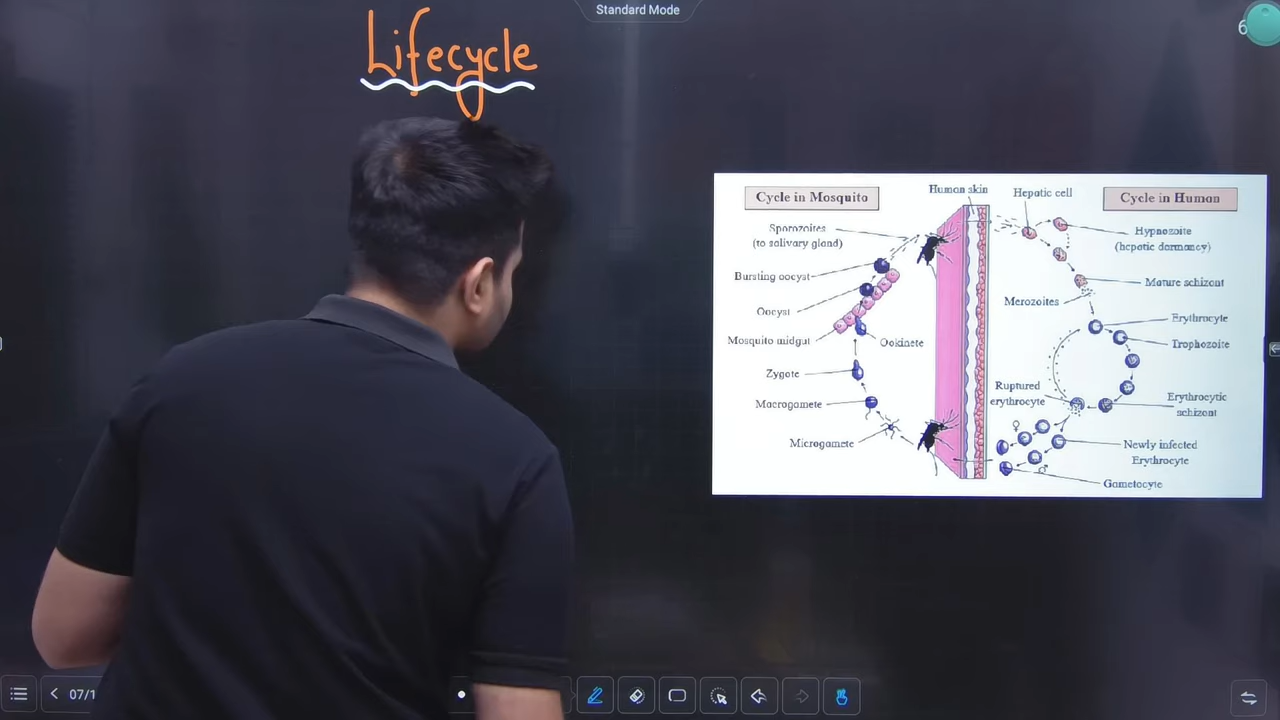 Standard Mode
6
Lifecycle
Cycle in Mosquito
Human skin
Hepatic cell
Cycle in Human
Sporozoites
(to salivary gland)
Hypnozoite
(hepatic dormancy)
Bursting oocyst
Mature schizont
Merozoites
Oocyst
Erythrocyte
Mosquito midgut
Ookinete
Trophozoite
Zygote
Ruptured
erythrocyte
Macrogamete
Erythrocytic
schizont
♀
Microgamete
Newly infected
Erythrocyte
♂
Gametocyte
07/1